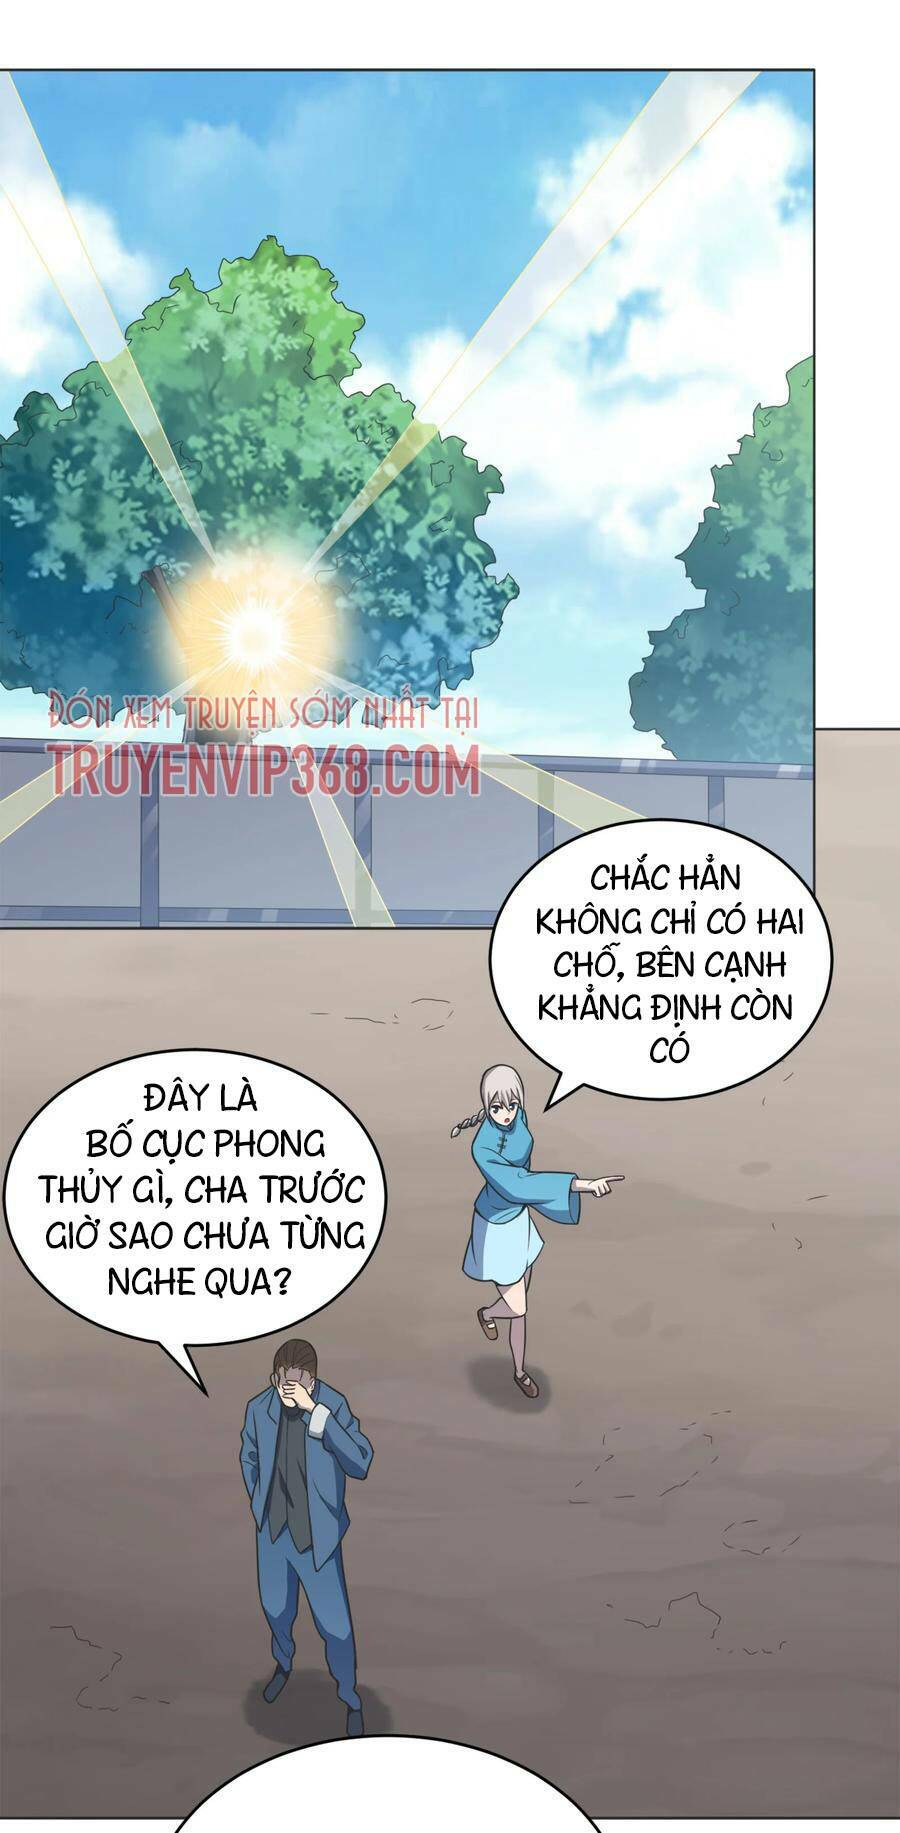 ĐÓN XEM TRUYỆN SỚM NHẤT TẠI
TRUYENVIP368.COM
CHẮC HẲN
KHÔNG CHỈ CÓ HAI
CHỖ, BÊN CẠNH
KHẲNG ĐỊNH CÒN
CÓ
ĐÂY LÀ
BỐ CỤC PHONG
THỦY GÌ, CHA TRƯỚC
GIỜ SAO CHƯA TỪNG
NGHE QUA?